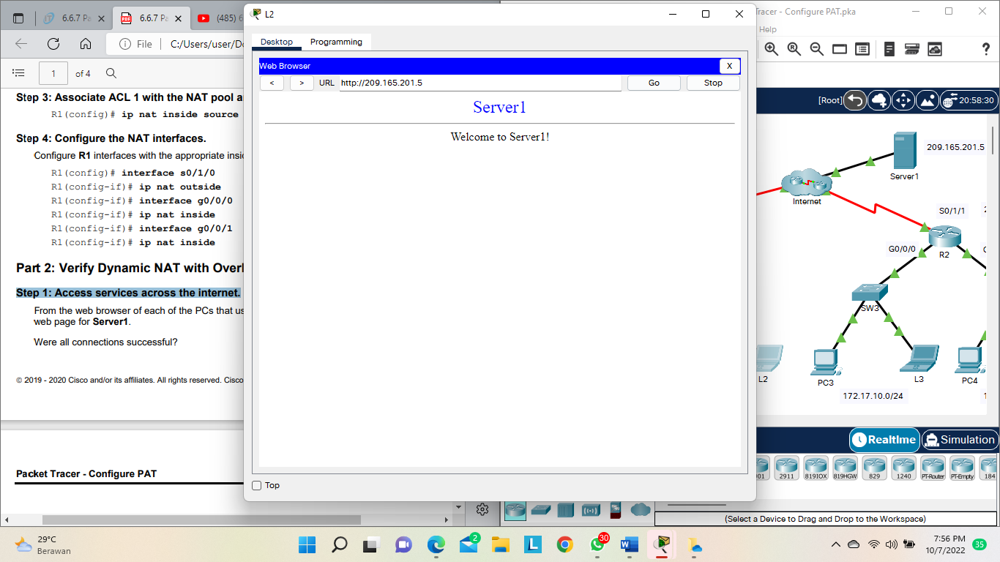 6.6.7 Pa
6.6.7 Pa
(485) 6
File
C:/Users/user/Do
1
of 4
Step 3: Associate ACL 1 with the NAT pool a
R1(config)# ip nat inside source
Step 4: Configure the NAT interfaces.
Configure R1 interfaces with the appropriate insid
R1(config)# interface s0/1/0
R1(config-if)# ip nat outside
R1(config-if)# interface g0/0/0
R1(config-if)# ip nat inside
R1(config-if)# interface g0/0/1
R1(config-if)# ip nat inside
Part 2: Verify Dynamic NAT with Overl
Step 1: Access services across the internet.
From the web browser of each of the PCs that us
web page for Server1.
Were all connections successful?
© 2019 - 2020 Cisco and/or its affiliates. All rights reserved. Cisco
Packet Tracer - Configure PAT
L2
Desktop
Programming
Web Browser
X
<
>
URL
http://209.165.201.5
Go
Stop
Server1
Welcome to Server1!
Top
Tracer - Configure PAT.pka
Help
?
[Root]
20:58:30
209.165.201.5
Server1
Internet
S0/1/1
G0/0/0
R2
SW3
L2
PC3
L3
PC4
172.17.10.0/24
Realtime
Simulation
2911
819IOX
819HGW
829
1240
PT-Router
PT-Empty
184
(Select a Device to Drag and Drop to the Workspace)
29°C
Berawan
2
L
30
7:56 PM
10/7/2022
35